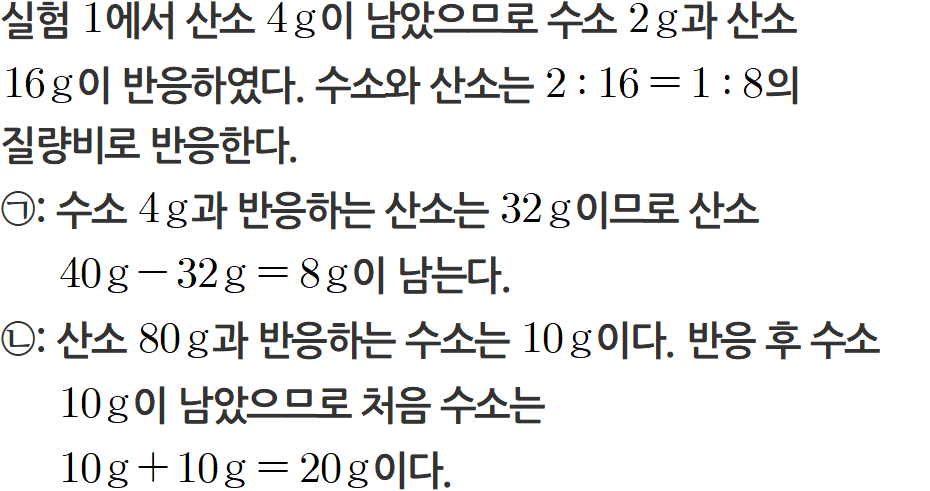 실험 1에서 산소 4 g이 남았으므로 수소 2 g과 산소
16 g이 반응하였다. 수소와 산소는 2 : 16 = 1 : 8의
질량비로 반응한다.
㉠: 수소 4 g과 반응하는 산소는 32 g이므로 산소
40 g − 32 g = 8 g이 남는다.
㉡: 산소 80 g과 반응하는 수소는 10 g이다. 반응 후 수소
10 g이 남았으므로 처음 수소는
10 g + 10 g = 20 g이다.